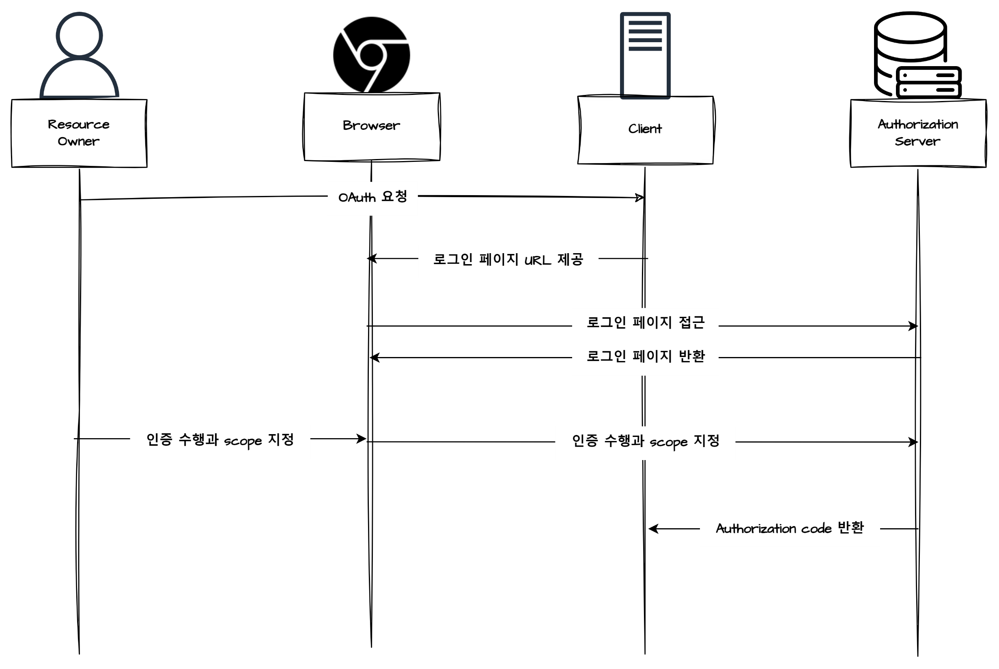 Resource
Owner
Browser
Client
Authorization
Server
OAuth 요청
로그인 페이지 URL 제공
로그인 페이지 접근
로그인 페이지 반환
인증 수행과 scope 지정
인증 수행과 scope 지정
Authorization code 반환